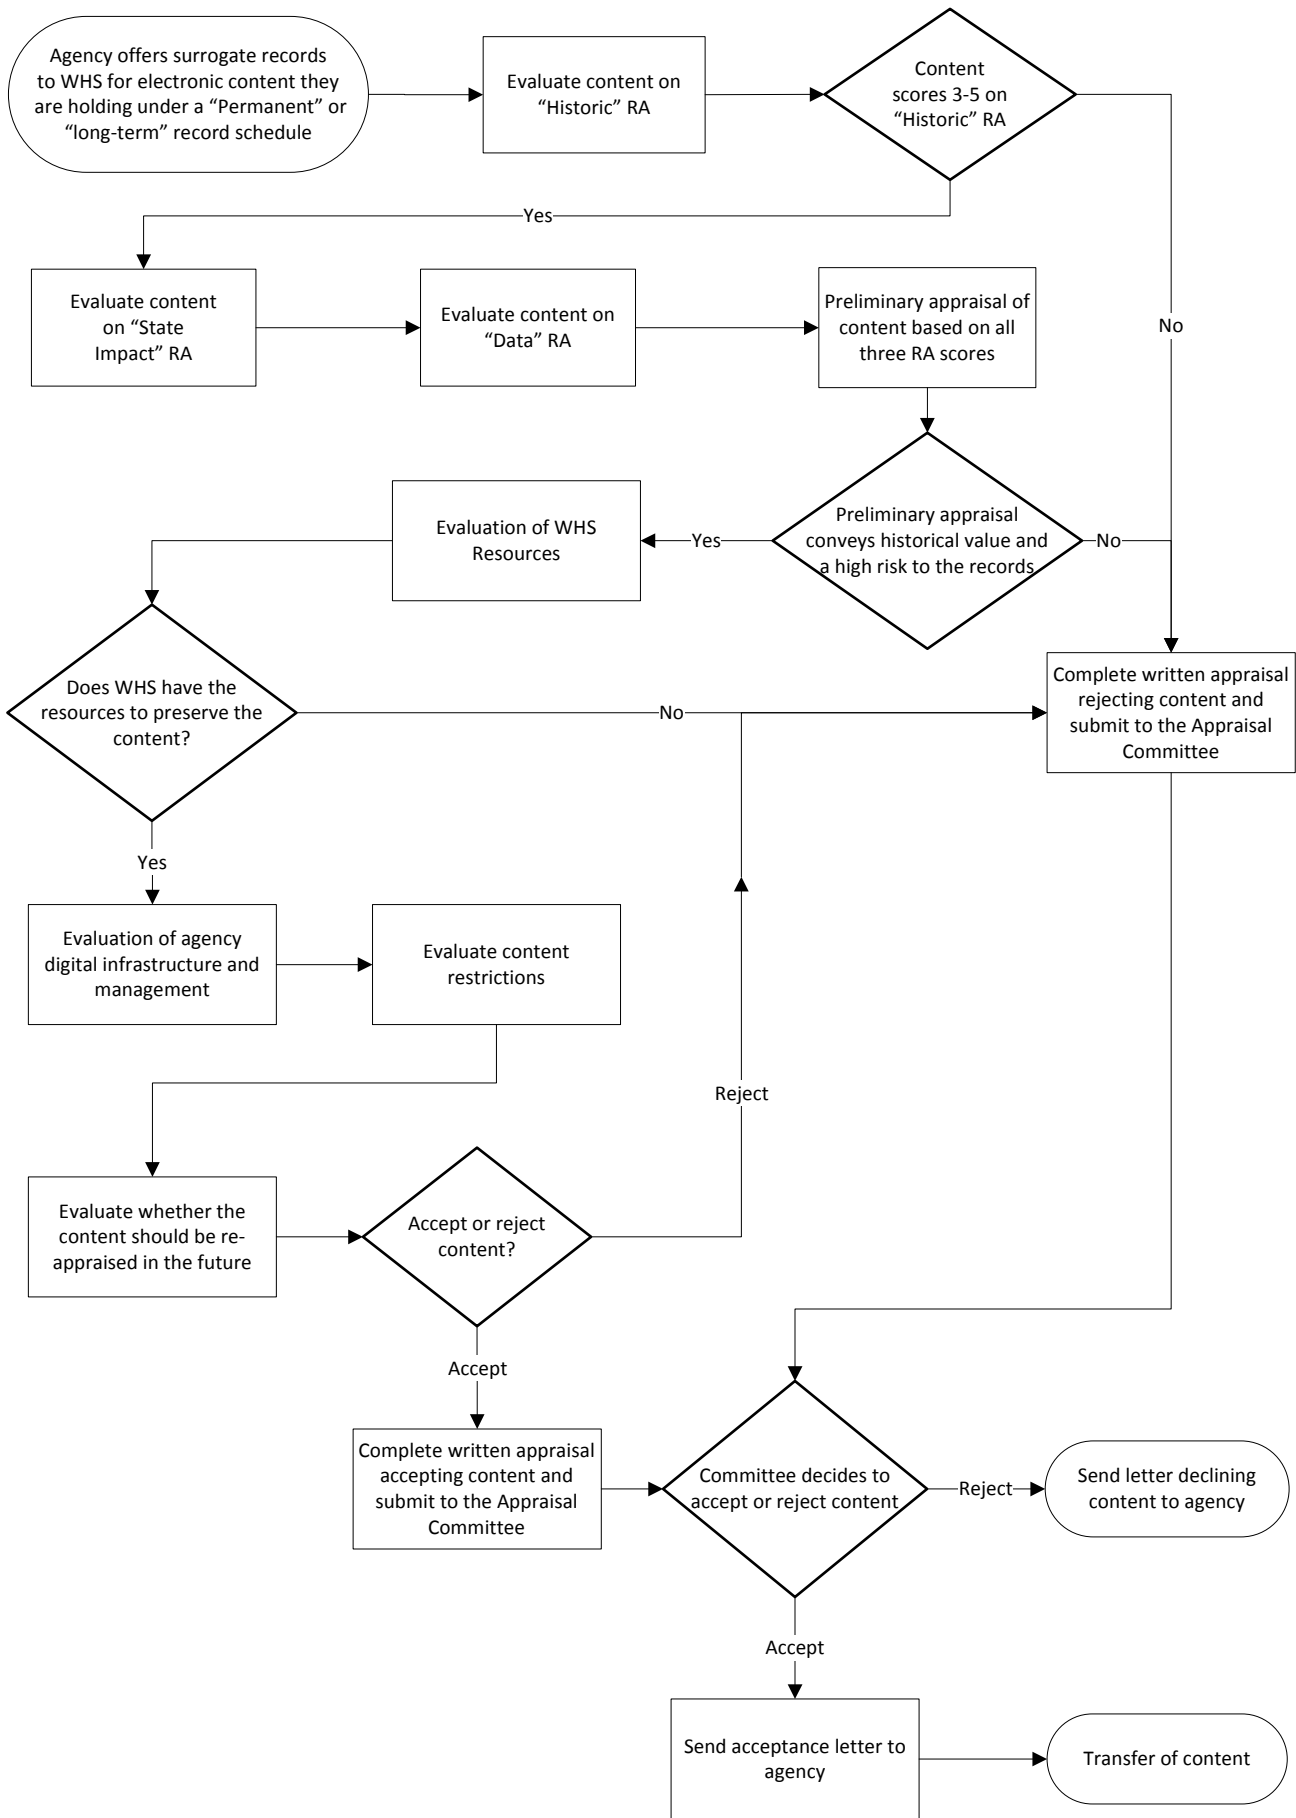 Agency offers surrogate records
to WHS for electronic content they
are holding under a “Permanent” or
“long-term” record schedule
Evaluate content on
“Historic” RA
Content
scores 3-5 on
“Historic” RA
Yes
No
Evaluate content
on “State
Impact” RA
Evaluate content on
“Data” RA
Preliminary appraisal of
content based on all
three RA scores
Preliminary appraisal
conveys historical value and
a high risk to the records
Yes
No
Evaluation of WHS
Resources
Does WHS have the
resources to preserve the
content?
No
Yes
Complete written appraisal
rejecting content and
submit to the Appraisal
Committee
Evaluation of agency
digital infrastructure and
management
Evaluate content
restrictions
Evaluate whether the
content should be re-
appraised in the future
Accept or reject
content?
Reject
Accept
Complete written appraisal
accepting content and
submit to the Appraisal
Committee
Committee decides to
accept or reject content
Reject
Send letter declining
content to agency
Accept
Send acceptance letter to
agency
Transfer of content